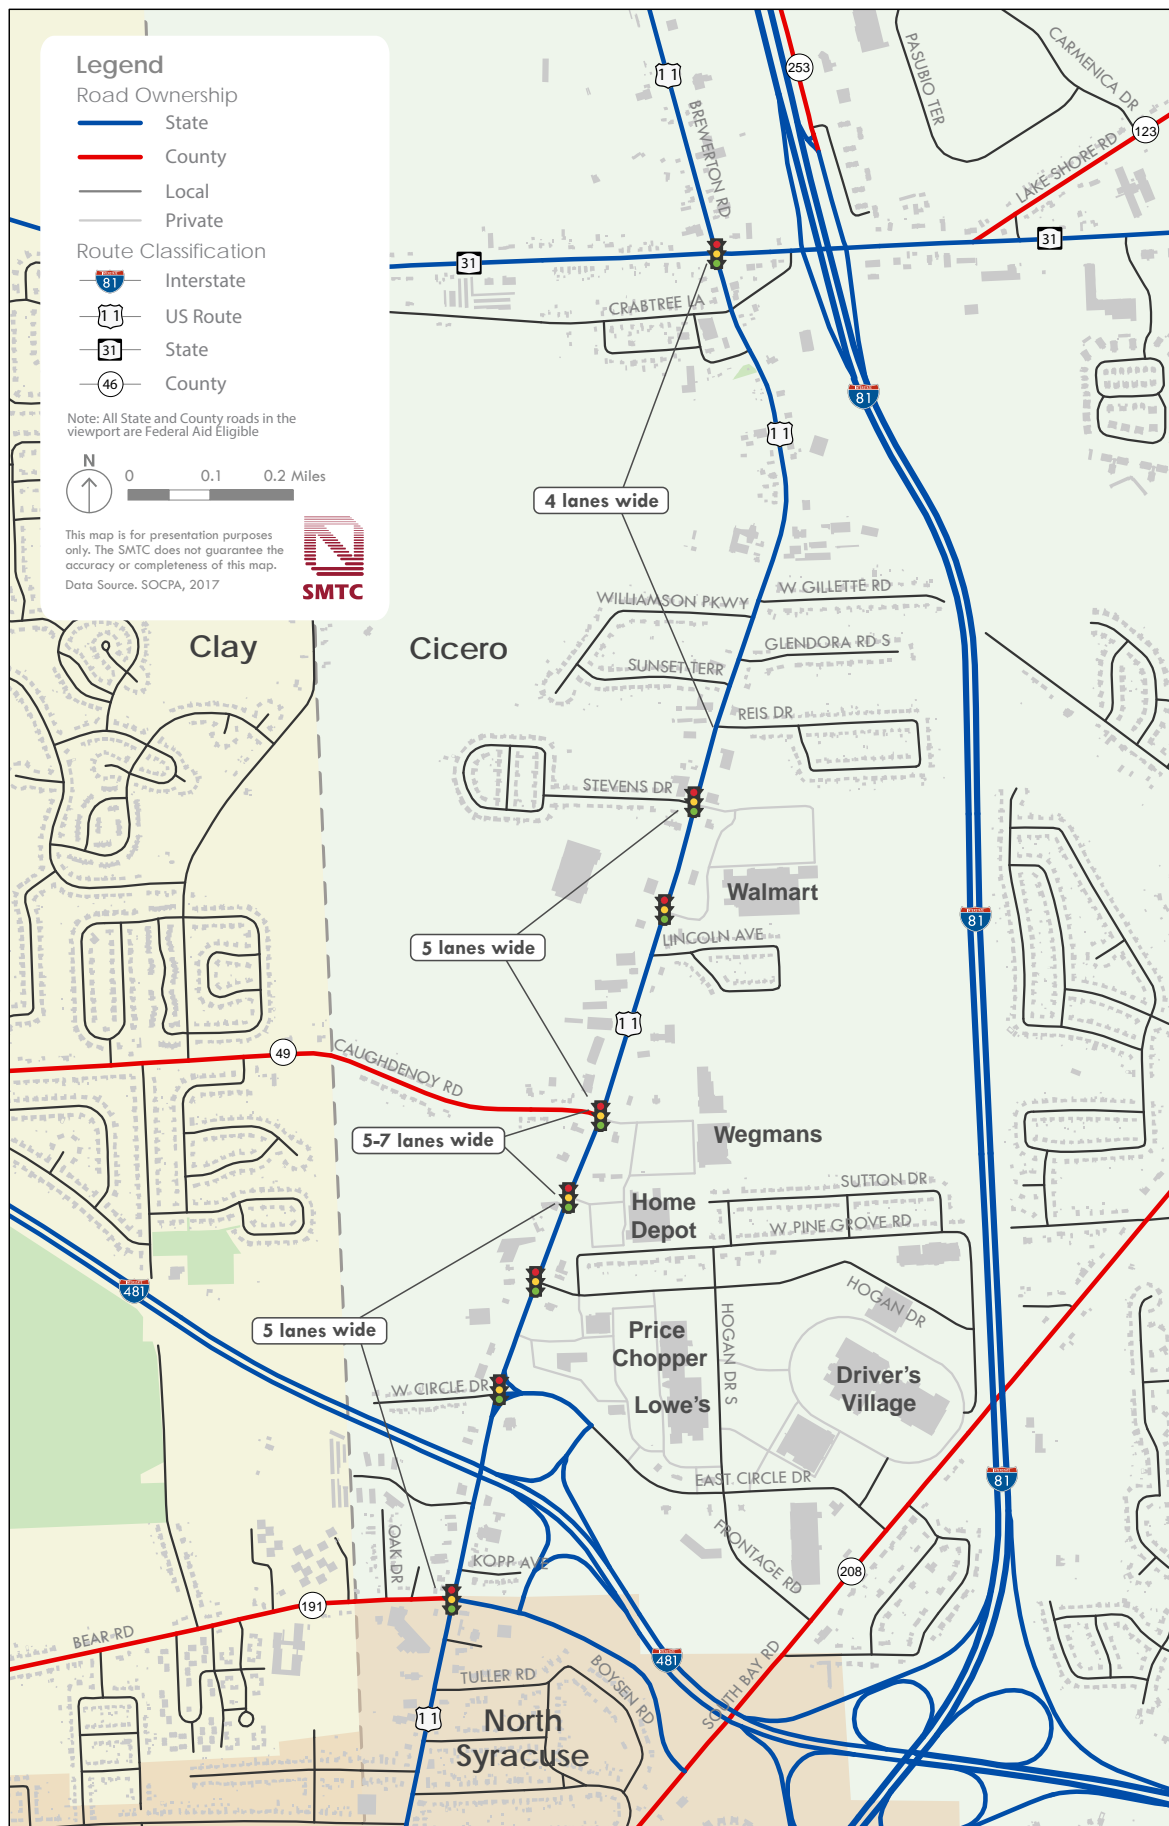 Legend
Road Ownership
State
County
Local
Private
Route Classification
81
Interstate
11
US Route
31
State
46
County
Note: All State and County roads in the
viewport are Federal Aid Eligible
N
0 0.1 0.2 Miles
This map is for presentation purposes
only. The SMTC does not guarantee the
accuracy or completeness of this map.
Data Source. SOCPA, 2017
SMTC
11
253
BREWERTON RD
PASUBIO TER
CARMENICA DR
123
LAKE SHORE RD
31
31
CRABTREE LA
81
11
4 lanes wide
W GILLETTE RD
WILLIAMSON PKWY
GLENDORA RD S
Clay
Cicero
SUNSET TERR
REIS DR
STEVENS DR
Walmart
81
5 lanes wide
LINCOLN AVE
11
49
CAUGHDENOY RD
5-7 lanes wide
Wegmans
SUTTON DR
Home
Depot
W PINE GROVE RD
481
HOGAN DR
5 lanes wide
Price
Chopper
HOGAN DR S
Driver's
Village
W CIRCLE DR
Lowe's
EAST CIRCLE DR
81
OAK DR
KOPP AVE
FRONTAGE RD
208
191
BEAR RD
481
TULLER RD
BOYSEN RD
SOUTH BAY RD
11
North
Syracuse